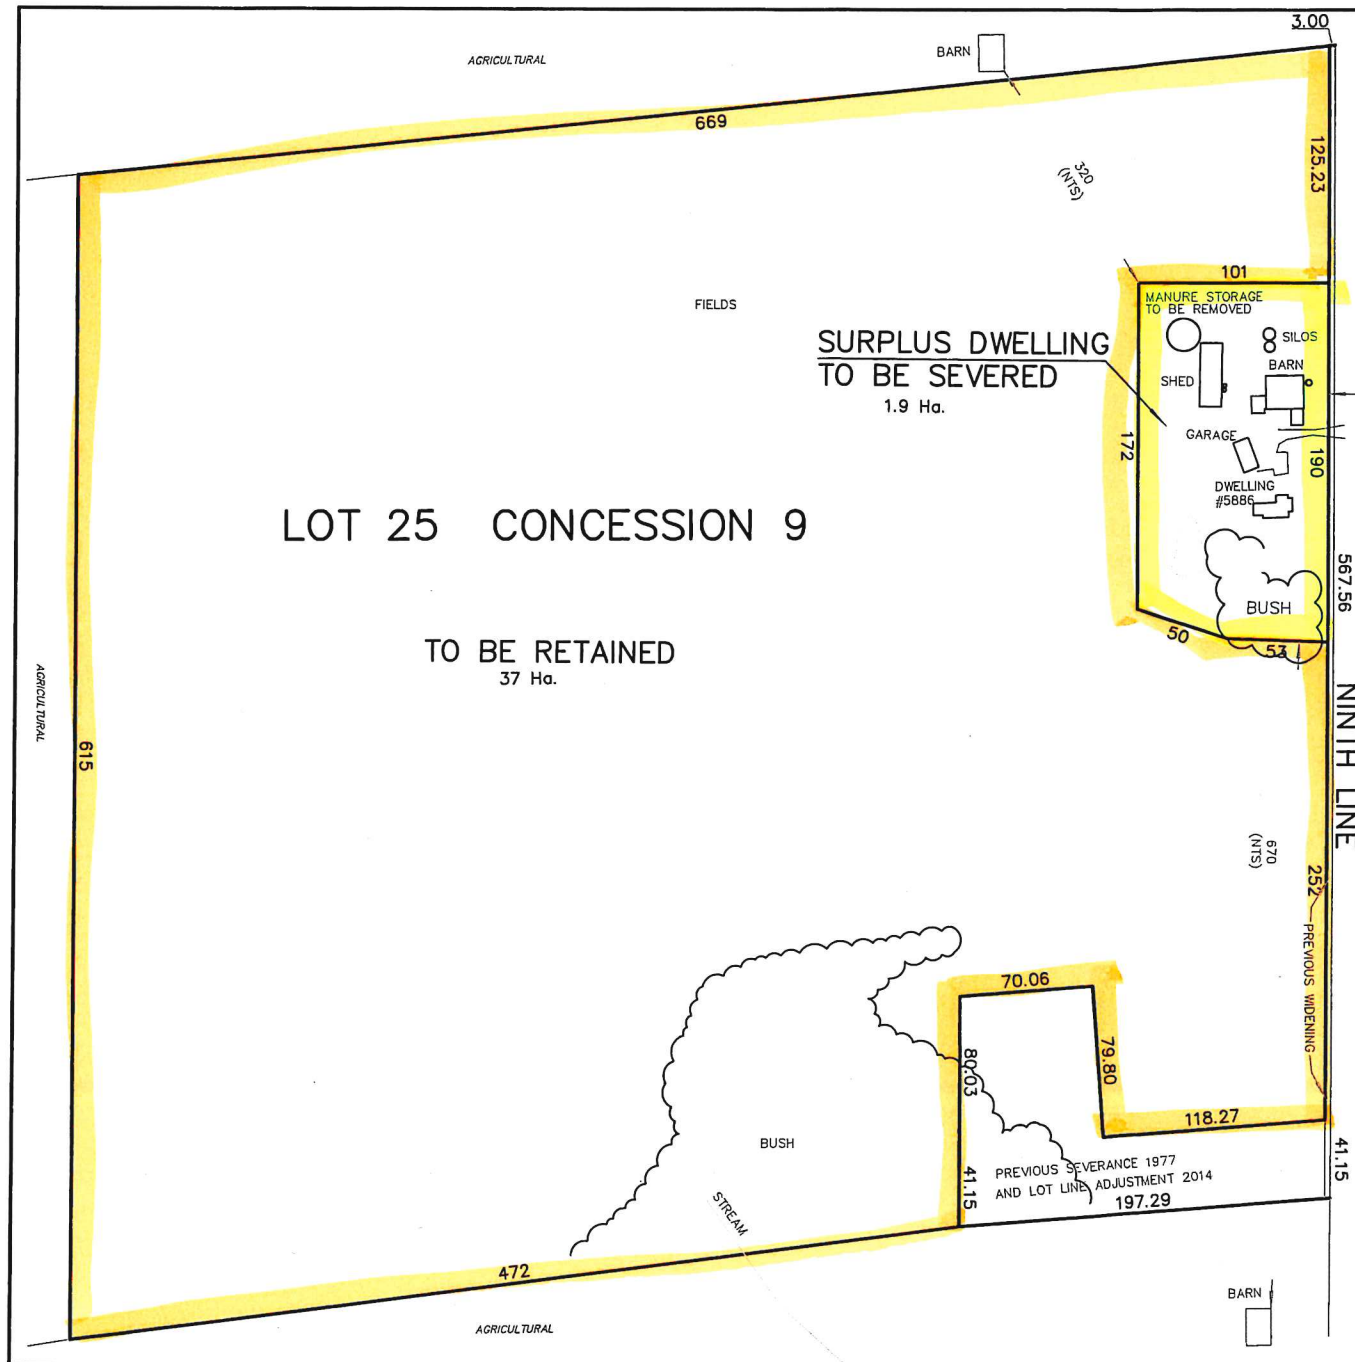 3.00
AGRICULTURAL
BARN
669
125.23
320
(NTS)
101
MANURE STORAGE
TO BE REMOVED
FIELDS
SILOS
SURPLUS DWELLING
TO BE SEVERED
1.9 Ha.
BARN
SHED
172
GARAGE
190
DWELLING
#5886
LOT 25 CONCESSION 9
567.56
BUSH
50
53
TO BE RETAINED
37 Ha.
AGRICULTURAL
NINTH LINE
615
670
(NTS)
252
PREVIOUS WIDENING
70.06
80.03
79.80
118.27
BUSH
41.15
PREVIOUS SEVERANCE 1977
AND LOT LINE ADJUSTMENT 2014
41.15
197.29
STREAM
472
BARN
AGRICULTURAL